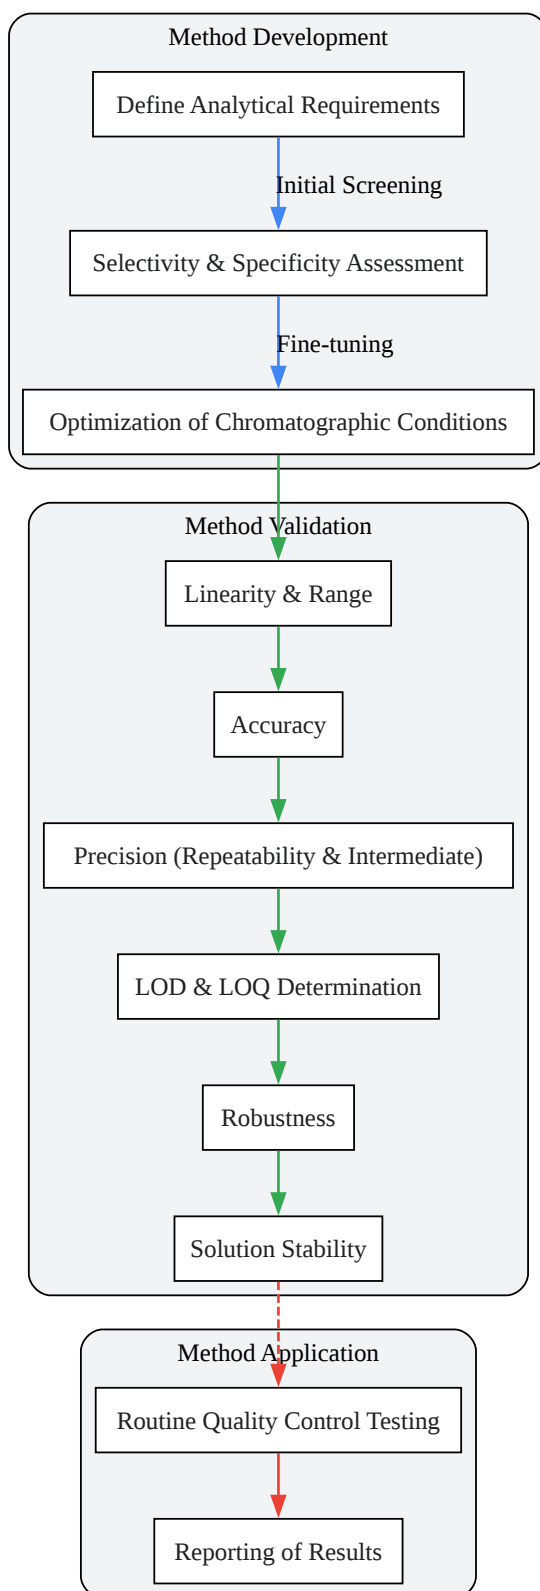 Method Development
Define Analytical Requirements
Initial Screening
Selectivity & Specificity Assessment
Fine-tuning
Optimization of Chromatographic Conditions
Method Validation
Linearity & Range
Accuracy
Precision (Repeatability & Intermediate)
LOD & LOQ Determination
Robustness
Solution Stability
Method Application
Routine Quality Control Testing
Reporting of Results